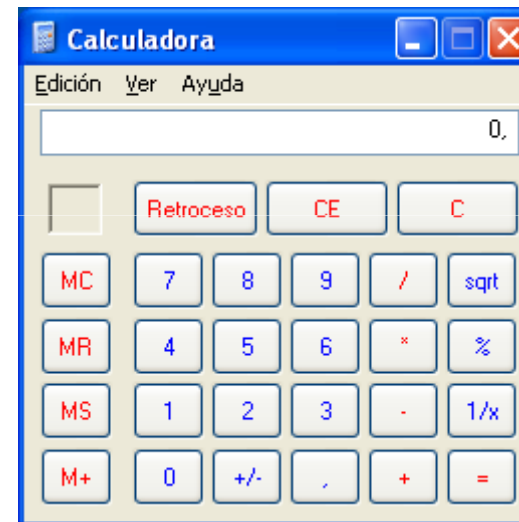 Calculadora
Edición Ver Ayuda
0,
Retroceso CE C
MC 7 8 9 / sqrt
MR 4 5 6 * %
MS 1 2 3 - 1/x
M+ 0 +/- , + =